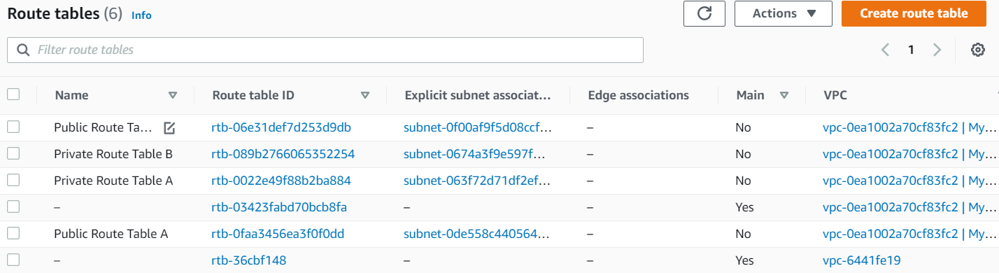 Route tables (6) Info Actions Create route table
Filter route tables 1
Name Route table ID Explicit subnet associat... Edge associations Main VPC
Public Route Ta... rtb-06e31def7d253d9db subnet-0f00af9f5d08ccf... – No vpc-0ea1002a70cf83fc2 | My...
Private Route Table B rtb-089b2766065352254 subnet-0674a3f9e597f... – No vpc-0ea1002a70cf83fc2 | My...
Private Route Table A rtb-0022e49f88b2ba884 subnet-063f72d71df2ef... – No vpc-0ea1002a70cf83fc2 | My...
– rtb-03423fabd70bcb8fa – – Yes vpc-0ea1002a70cf83fc2 | My...
Public Route Table A rtb-0faa3456ea3f0f0dd subnet-0de558c440564... – No vpc-0ea1002a70cf83fc2 | My...
– rtb-36cbf148 – – Yes vpc-6441fe19